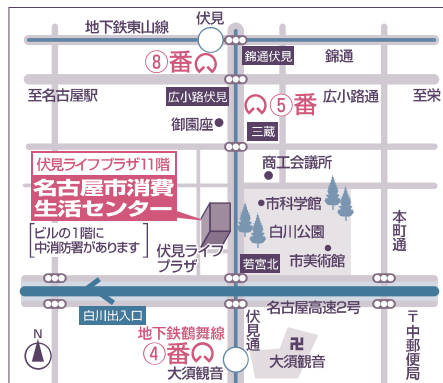 伏見
地下鉄東山線
⑧番
錦通伏見
錦通
至名古屋駅
広小路伏見
⑤番
広小路通
至栄
御園座
三蔵
伏見ライフプラザ11階
名古屋市消費
生活センター
ビルの1階に
中消防署があります
商工会議所
市科学館
白川公園
市美術館
本町通
伏見ライフ
プラザ
若宮北
名古屋高速2号
白川出入口
地下鉄鶴舞線
④番
伏見通
大須観音
卍
大須観音
〒中郵便局
N